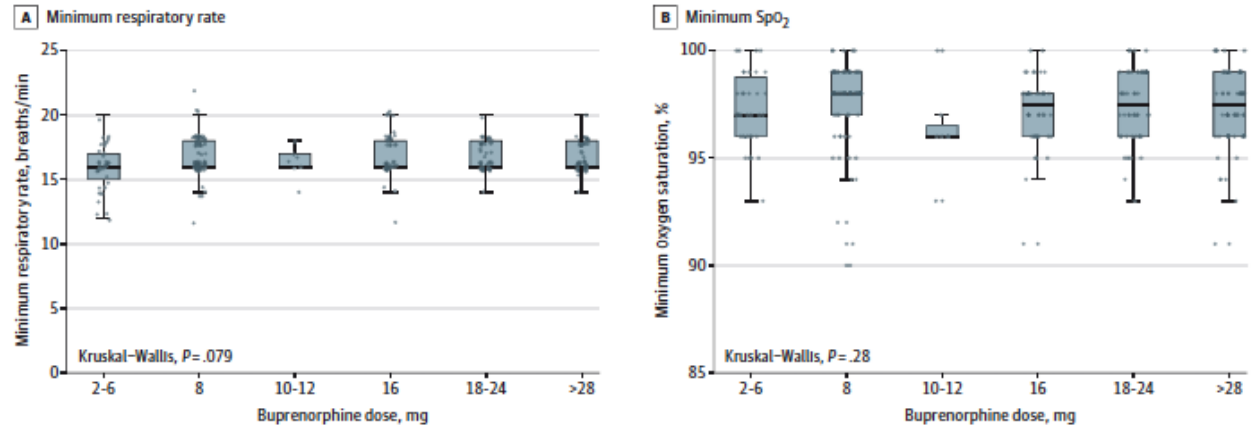 A Minimum respiratory rate
25
20
15
10
5
0
Minimum respiratory rate, breaths/min
Kruskal-Wallis, P = .079
2-6 8 10-12 16 18-24 >28
Buprenorphine dose, mg
B Minimum SpO₂
100
95
90
85
Minimum oxygen saturation, %
Kruskal-Wallis, P = .28
2-6 8 10-12 16 18-24 >28
Buprenorphine dose, mg